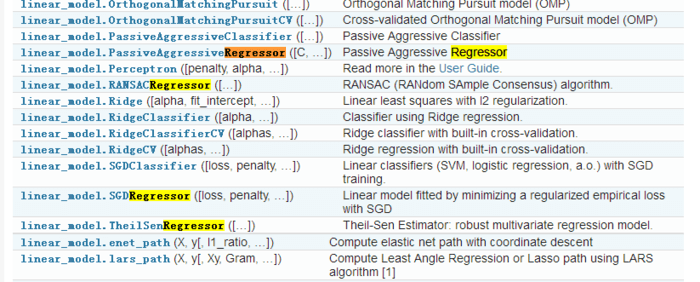 linear_model.OrthogonalMatchingPursuit ([…]) Orthogonal Matching Pursuit model (OMP)
linear_model.OrthogonalMatchingPursuitCV ([…]) Cross-validated Orthogonal Matching Pursuit model (OMP)
linear_model.PassiveAggressiveClassifier ([…]) Passive Aggressive Classifier
linear_model.PassiveAggressiveRegressor ([C, …]) Passive Aggressive Regressor
linear_model.Perceptron ([penalty, alpha, …]) Read more in the User Guide.
linear_model.RANSACRegressor ([…]) RANSAC (RANdom SAmple Consensus) algorithm.
linear_model.Ridge ([alpha, fit_intercept, …]) Linear least squares with l2 regularization.
linear_model.RidgeClassifier ([alpha, …]) Classifier using Ridge regression.
linear_model.RidgeClassifierCV ([alphas, …]) Ridge classifier with built-in cross-validation.
linear_model.RidgeCV ([alphas, …]) Ridge regression with built-in cross-validation.
linear_model.SGDClassifier ([loss, penalty, …]) Linear classifiers (SVM, logistic regression, a.o.) with SGD
training.
linear_model.SGDRegressor ([loss, penalty, …]) Linear model fitted by minimizing a regularized empirical loss
with SGD
linear_model.TheilSenRegressor ([…]) Theil-Sen Estimator: robust multivariate regression model.
linear_model.enet_path (X, y[, l1_ratio, …]) Compute elastic net path with coordinate descent
linear_model.lars_path (X, y[, Xy, Gram, …]) Compute Least Angle Regression or Lasso path using LARS
algorithm [1]